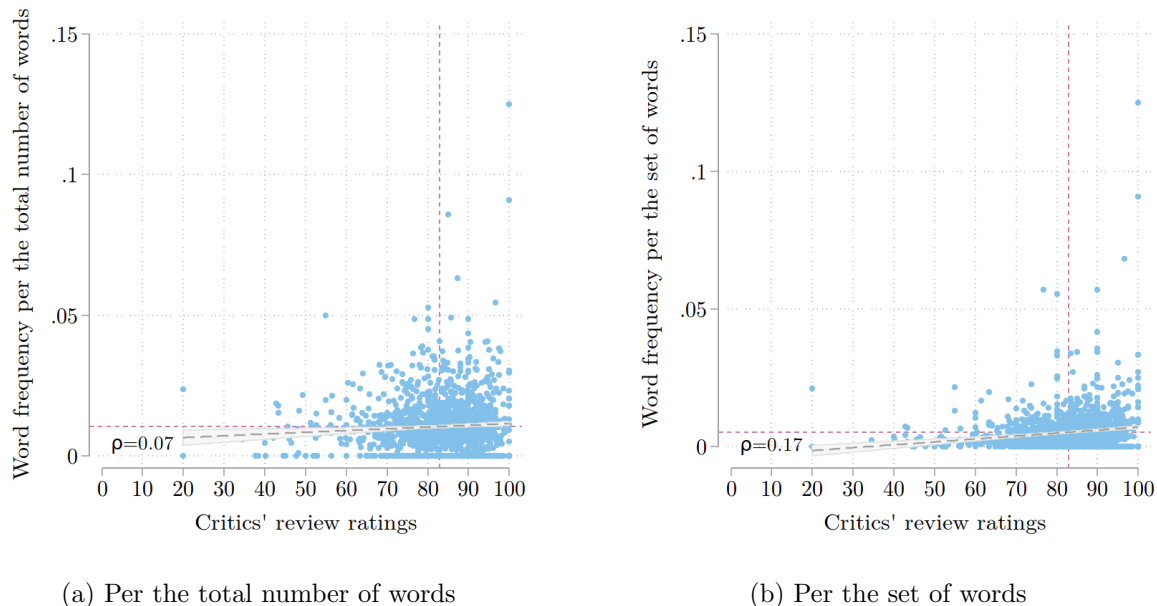 Word frequency per the total number of words
.15
.1
.05
0
ρ=0.07
0 10 20 30 40 50 60 70 80 90 100
Critics' review ratings
(a) Per the total number of words
Word frequency per the set of words
.15
.1
.05
0
ρ=0.17
0 10 20 30 40 50 60 70 80 90 100
Critics' review ratings
(b) Per the set of words